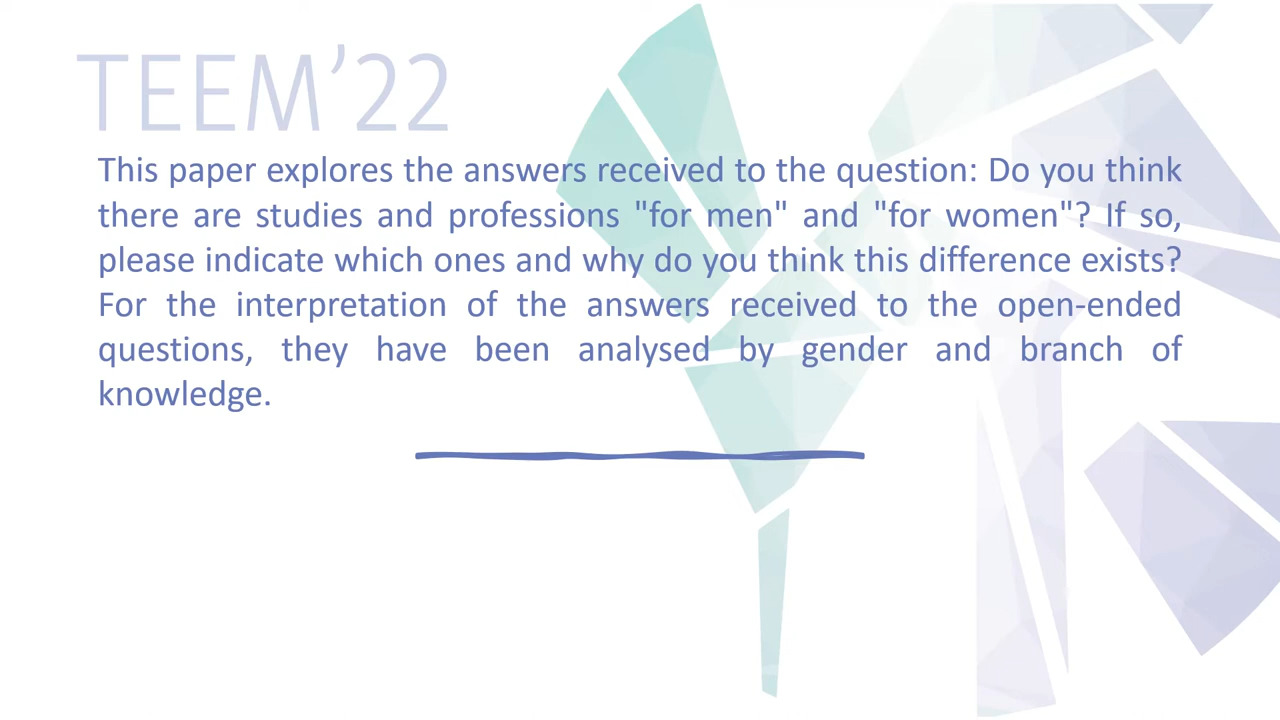 TEEM’22
This paper explores the answers received to the question: Do you think
there are studies and professions "for men" and "for women"? If so,
please indicate which ones and why do you think this difference exists?
For the interpretation of the answers received to the open-ended
questions, they have been analysed by gender and branch of
knowledge.